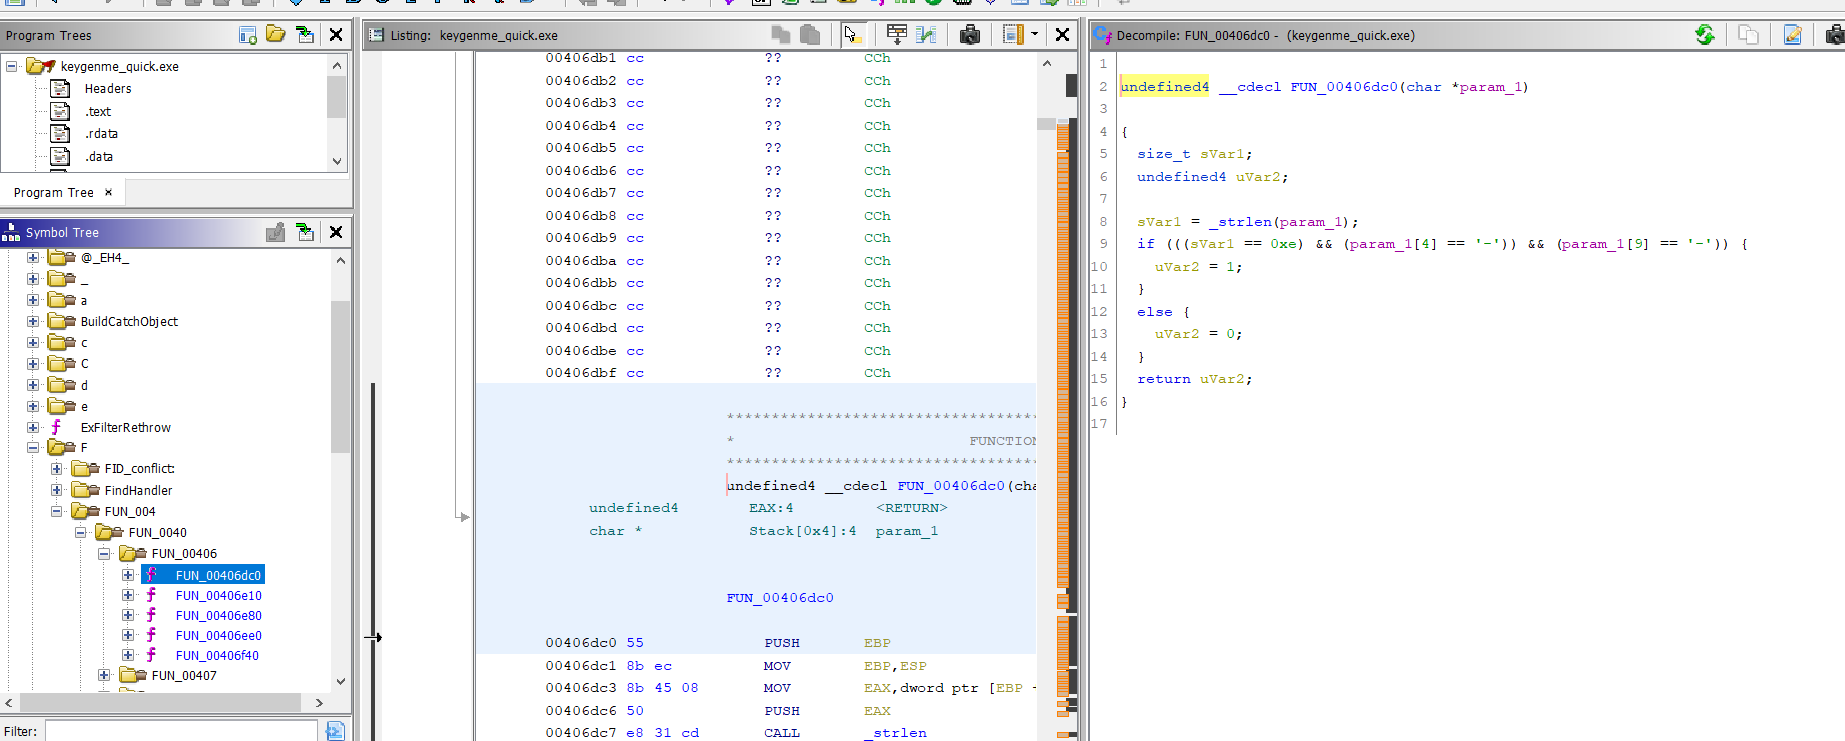 Program Trees
keygenme_quick.exe
Headers
.text
.rdata
.data
Program Tree ×
Symbol Tree
@_EH4_
_
a
BuildCatchObject
c
C
d
e
ExFilterRethrow
F
FID_conflict:
FindHandler
FUN_004
FUN_0040
FUN_00406
FUN_00406dc0
FUN_00406e10
FUN_00406e80
FUN_00406ee0
FUN_00406f40
FUN_00407
Filter:
Listing: keygenme_quick.exe
00406db1 cc ?? CCh
00406db2 cc ?? CCh
00406db3 cc ?? CCh
00406db4 cc ?? CCh
00406db5 cc ?? CCh
00406db6 cc ?? CCh
00406db7 cc ?? CCh
00406db8 cc ?? CCh
00406db9 cc ?? CCh
00406dba cc ?? CCh
00406dbb cc ?? CCh
00406dbc cc ?? CCh
00406dbd cc ?? CCh
00406dbe cc ?? CCh
00406dbf cc ?? CCh
***********************************
* FUNCTION
***********************************
undefined4 __cdecl FUN_00406dc0(cha
undefined4 EAX:4 <RETURN>
char * Stack[0x4]:4 param_1
FUN_00406dc0
00406dc0 55 PUSH EBP
00406dc1 8b ec MOV EBP,ESP
00406dc3 8b 45 08 MOV EAX,dword ptr [EBP +
00406dc6 50 PUSH EAX
00406dc7 e8 31 cd CALL _strlen
Decompile: FUN_00406dc0 - (keygenme_quick.exe)
1
2 undefined4 __cdecl FUN_00406dc0(char *param_1)
3
4 {
5 size_t sVar1;
6 undefined4 uVar2;
7
8 sVar1 = _strlen(param_1);
9 if (((sVar1 == 0xe) && (param_1[4] == '-')) && (param_1[9] == '-')) {
10 uVar2 = 1;
11 }
12 else {
13 uVar2 = 0;
14 }
15 return uVar2;
16 }
17